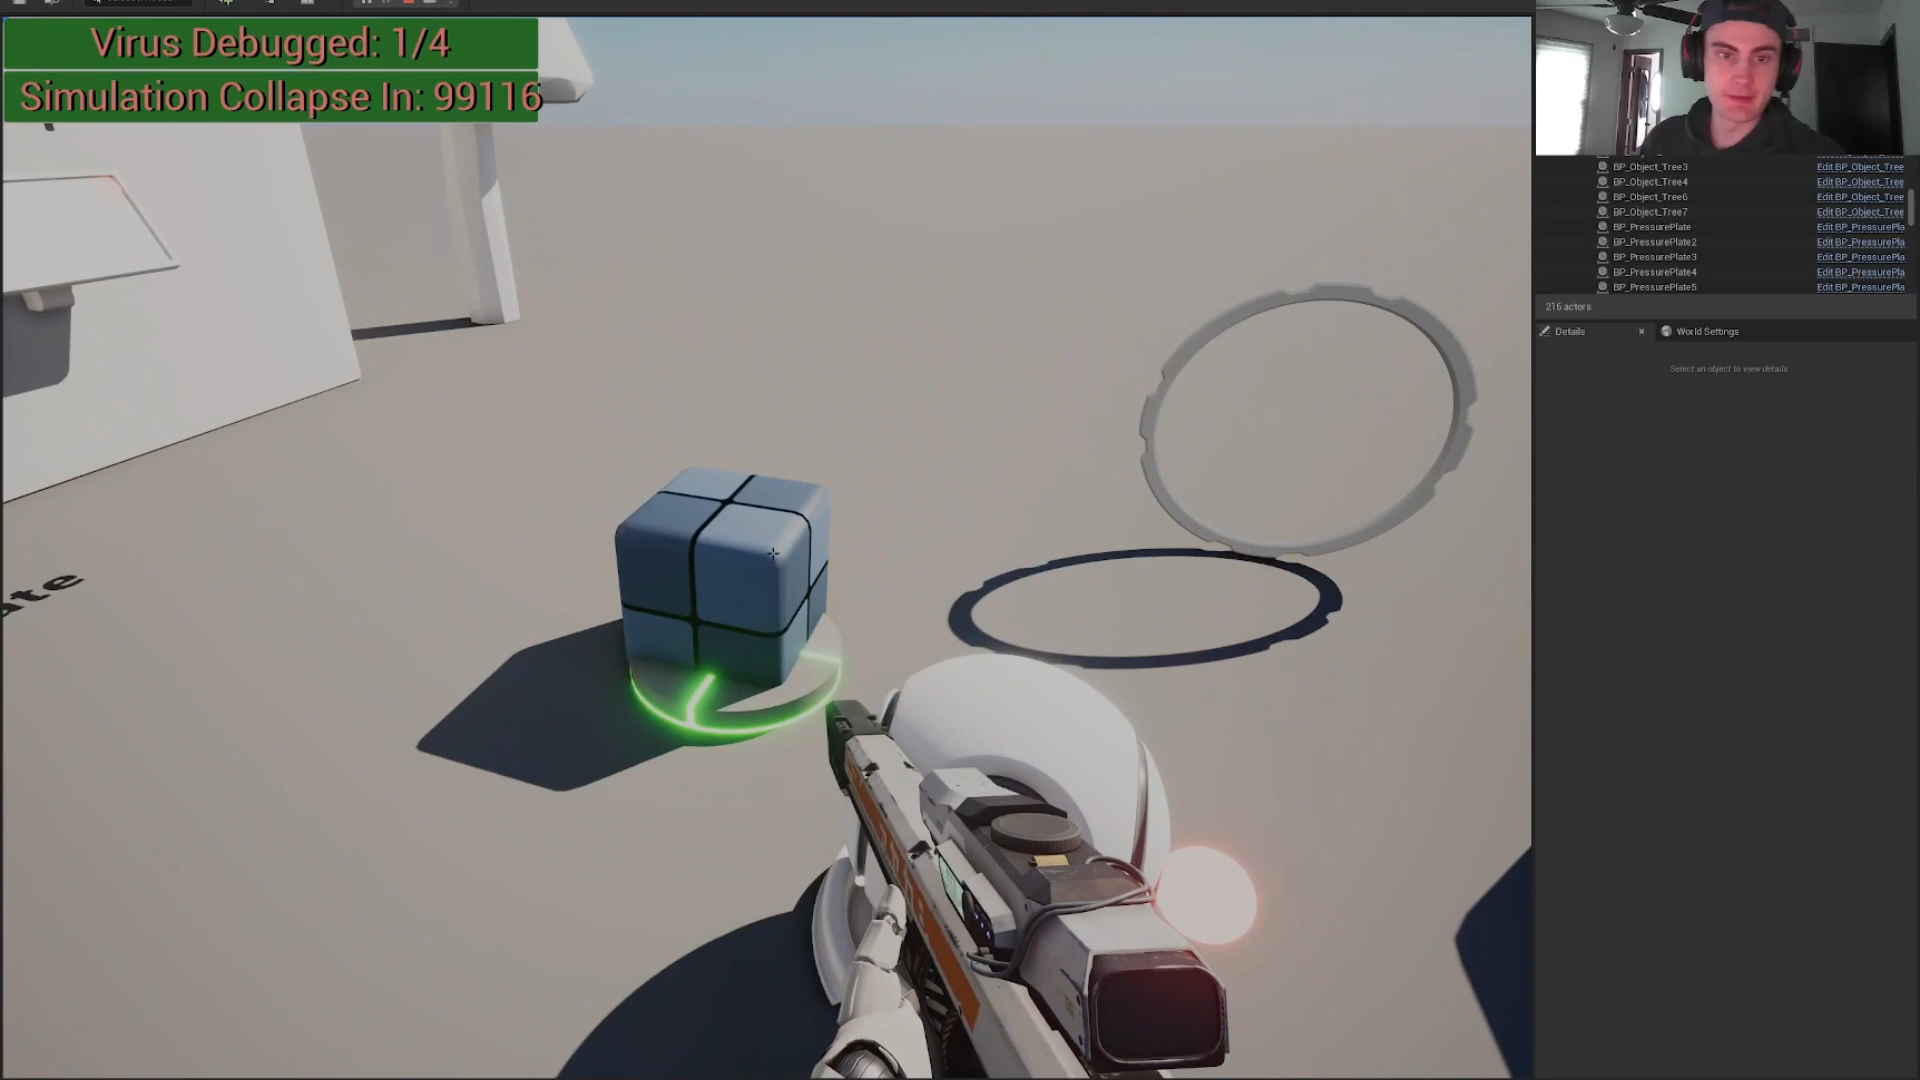 Virus Debugged: 1/4
Simulation Collapse In: 99116
ate
BP_Object_Tree3 Edit BP_Object_Tree
BP_Object_Tree4 Edit BP_Object_Tree
BP_Object_Tree6 Edit BP_Object_Tree
BP_Object_Tree7 Edit BP_Object_Tree
BP_PressurePlate Edit BP_PressurePla
BP_PressurePlate2 Edit BP_PressurePla
BP_PressurePlate3 Edit BP_PressurePla
BP_PressurePlate4 Edit BP_PressurePla
BP_PressurePlate5 Edit BP_PressurePla
216 actors
Details World Settings
Select an object to view details.